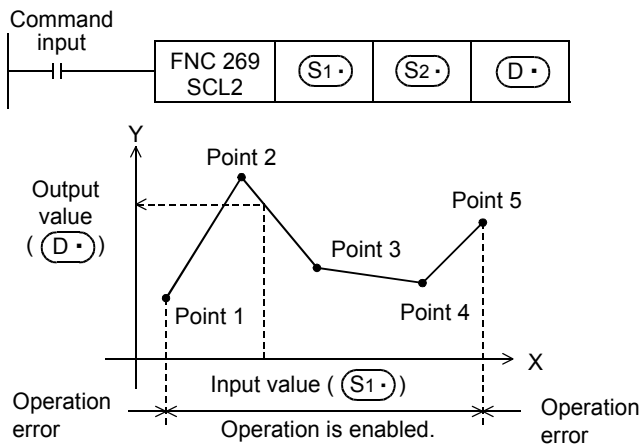 Command
input
FNC 269
SCL2
S1·
S2·
D·
Y
Point 2
Output
value
( D· )
Point 5
Point 3
Point 1
Point 4
X
Input value ( S1· )
Operation
error
Operation is enabled.
Operation
error